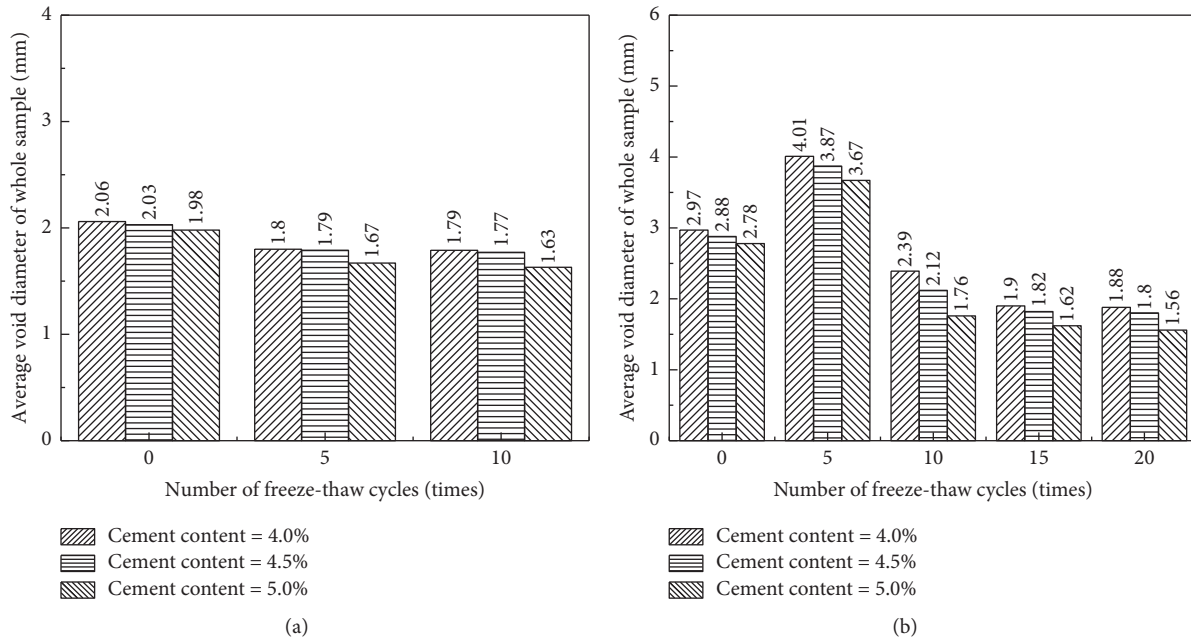 Average void diameter of whole sample (mm)
4
3
2
1
0
2.06
2.03
1.98
1.8
1.79
1.67
1.79
1.77
1.63
0 5 10
Number of freeze-thaw cycles (times)
Cement content = 4.0%
Cement content = 4.5%
Cement content = 5.0%
(a)
Average void diameter of whole sample (mm)
6
5
4
3
2
1
0
2.97
2.88
2.78
4.01
3.87
3.67
2.39
2.12
1.76
1.9
1.82
1.62
1.88
1.8
1.56
0 5 10 15 20
Number of freeze-thaw cycles (times)
Cement content = 4.0%
Cement content = 4.5%
Cement content = 5.0%
(b)